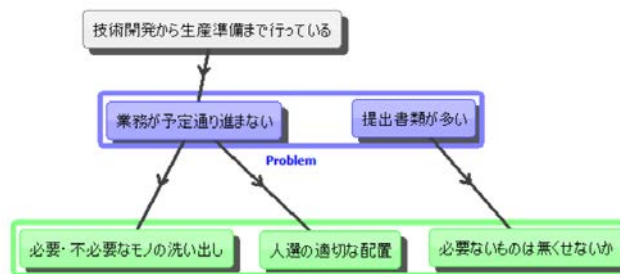 技術開発から生産準備まで行っている
業務が予定通り進まない
提出書類が多い
Problem
必要・不必要なモノの洗い出し
人選の適切な配置
必要ないものは無くせないか